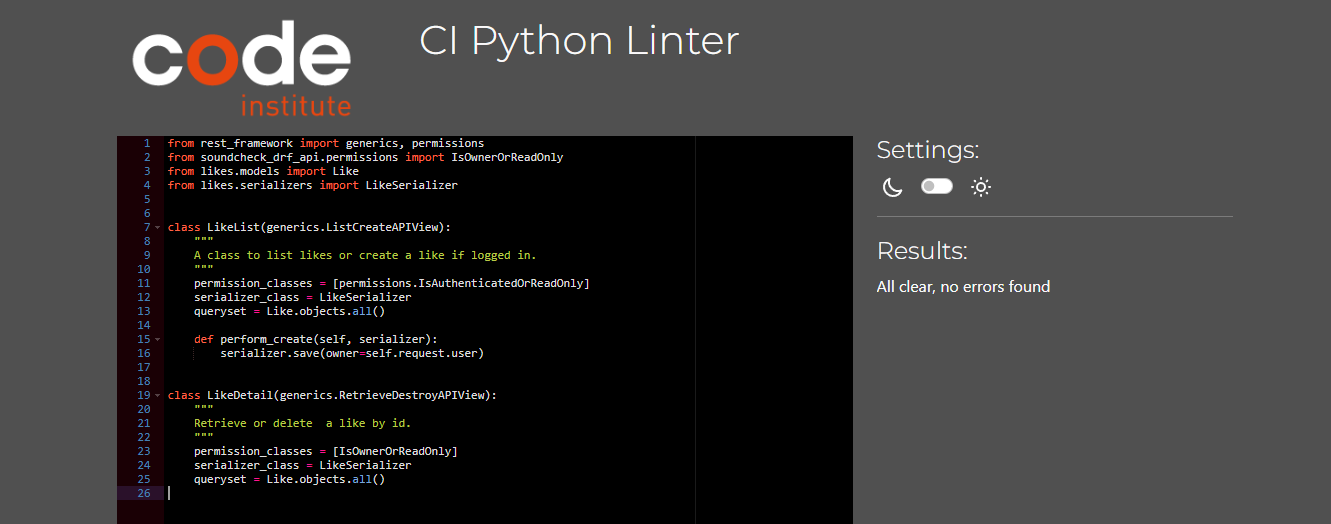 code
institute
CI Python Linter
1 from rest_framework import generics, permissions
2 from soundcheck_drf_api.permissions import IsOwnerOrReadOnly
3 from likes.models import Like
4 from likes.serializers import LikeSerializer
5
6
7 class LikeList(generics.ListCreateAPIView):
8     """
9     A class to list likes or create a like if logged in.
10     """
11     permission_classes = [permissions.IsAuthenticatedOrReadOnly]
12     serializer_class = LikeSerializer
13     queryset = Like.objects.all()
14
15     def perform_create(self, serializer):
16         serializer.save(owner=self.request.user)
17
18
19 class LikeDetail(generics.RetrieveDestroyAPIView):
20     """
21     Retrieve or delete  a like by id.
22     """
23     permission_classes = [IsOwnerOrReadOnly]
24     serializer_class = LikeSerializer
25     queryset = Like.objects.all()
26
Settings:
Results:
All clear, no errors found